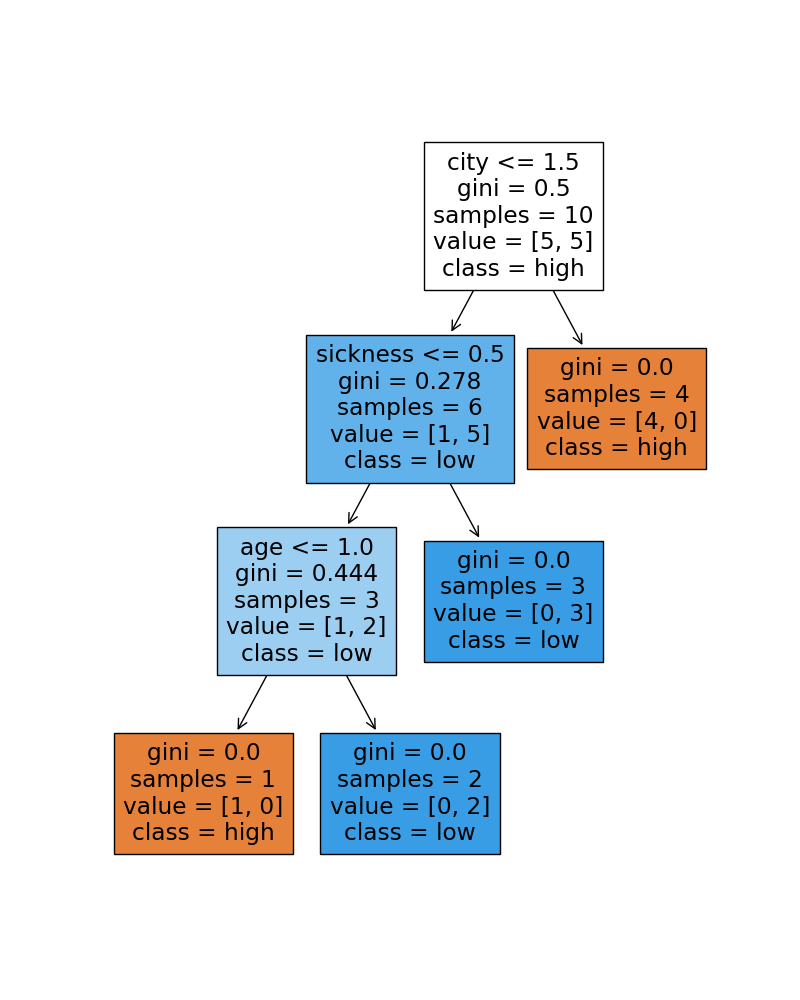 city <= 1.5
gini = 0.5
samples = 10
value = [5, 5]
class = high
sickness <= 0.5
gini = 0.278
samples = 6
value = [1, 5]
class = low
gini = 0.0
samples = 4
value = [4, 0]
class = high
age <= 1.0
gini = 0.444
samples = 3
value = [1, 2]
class = low
gini = 0.0
samples = 3
value = [0, 3]
class = low
gini = 0.0
samples = 1
value = [1, 0]
class = high
gini = 0.0
samples = 2
value = [0, 2]
class = low